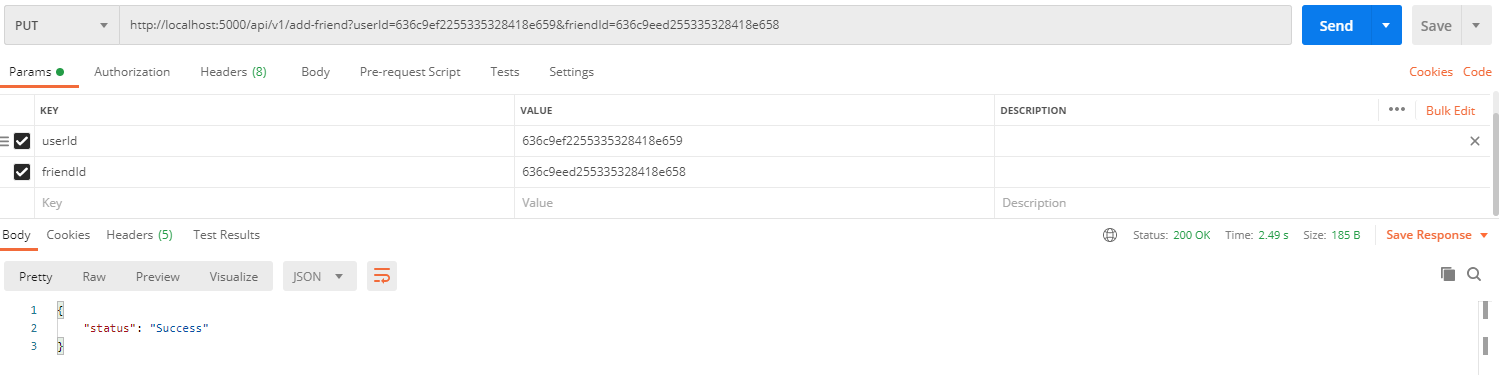 PUT http://localhost:5000/api/v1/add-friend?userId=636c9ef2255335328418e659&friendId=636c9eed255335328418e658 Send Save
Params Authorization Headers (8) Body Pre-request Script Tests Settings Cookies Code
KEY VALUE DESCRIPTION ••• Bulk Edit
userId 636c9ef2255335328418e659
friendId 636c9eed255335328418e658
Key Value Description
Body Cookies Headers (5) Test Results Status: 200 OK Time: 2.49 s Size: 185 B Save Response
Pretty Raw Preview Visualize JSON
1 {
2 "status": "Success"
3 }